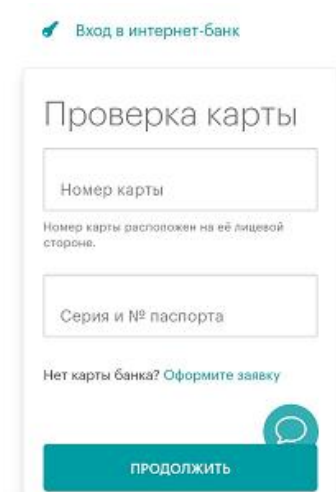 Вход в интернет-банк
Проверка карты
Номер карты
Номер карты расположен на её лицевой
стороне.
Серия и № паспорта
Нет карты банка? Оформите заявку
ПРОДОЛЖИТЬ